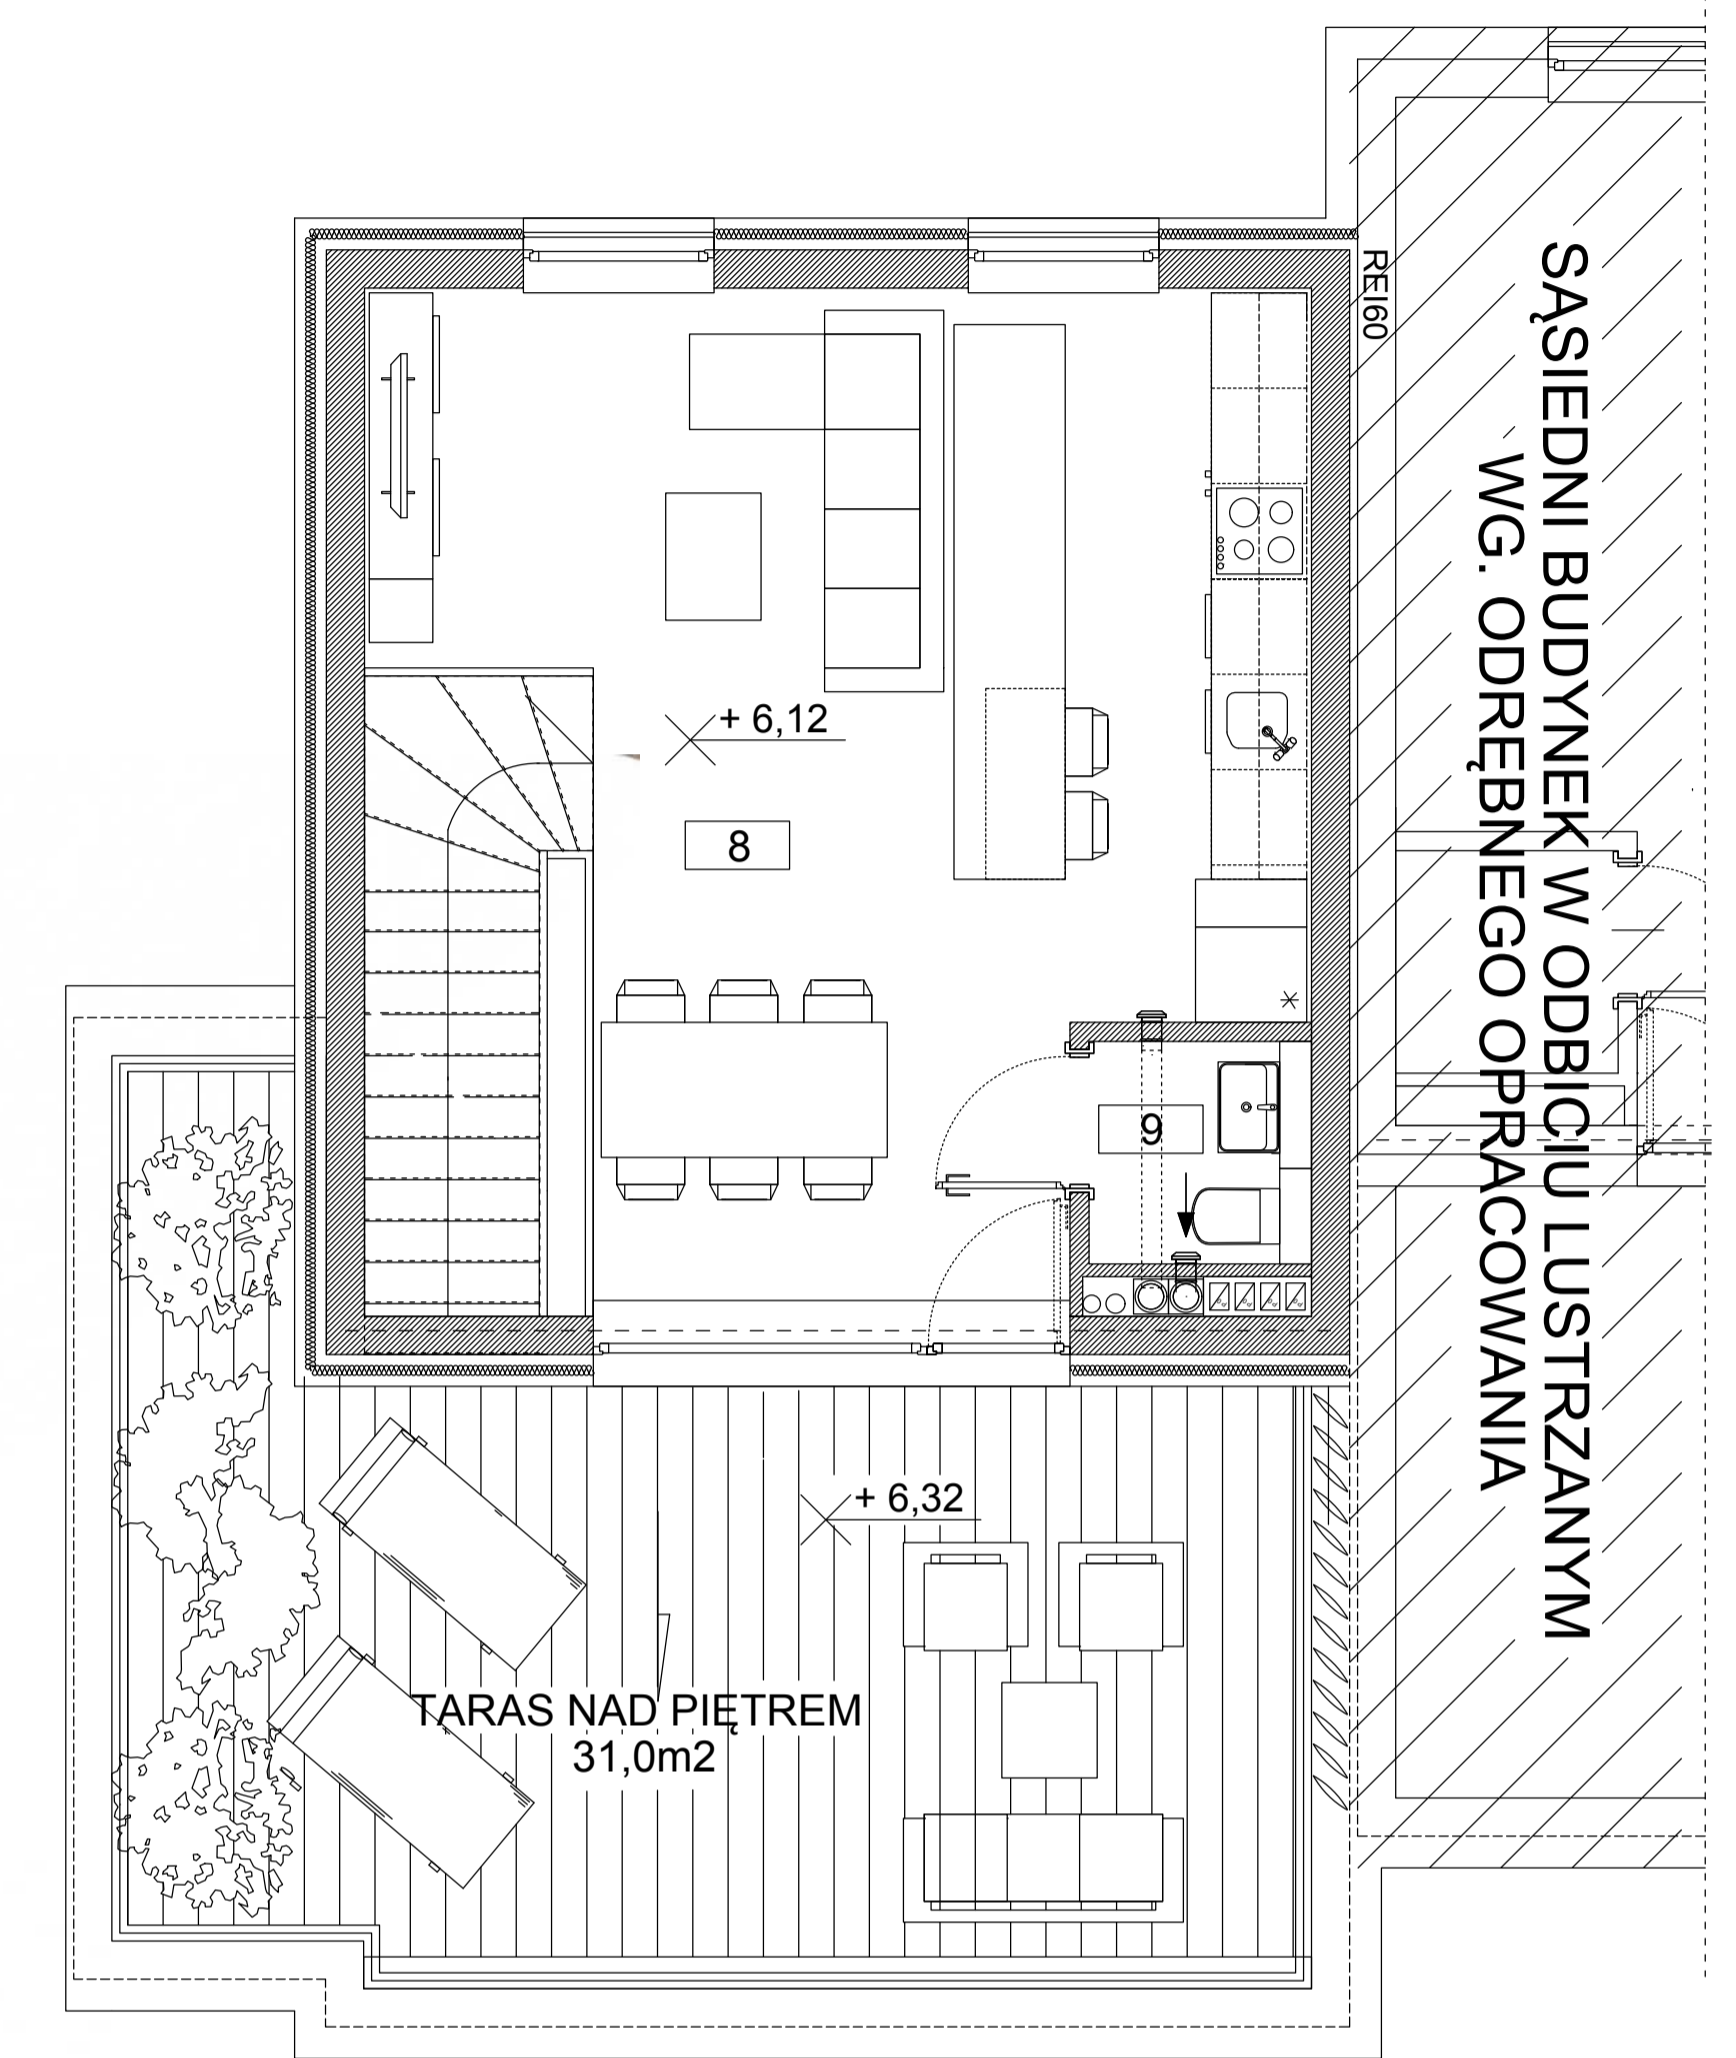 REI60
SĄSIEDNI BUDYNEK W ODBICIU LUSTRZANYM
WG. ODRĘBNEGO OPRACOWANIA
+ 6,12
8
9
+ 6,32
TARAS NAD PIĘTREM
31,0m2